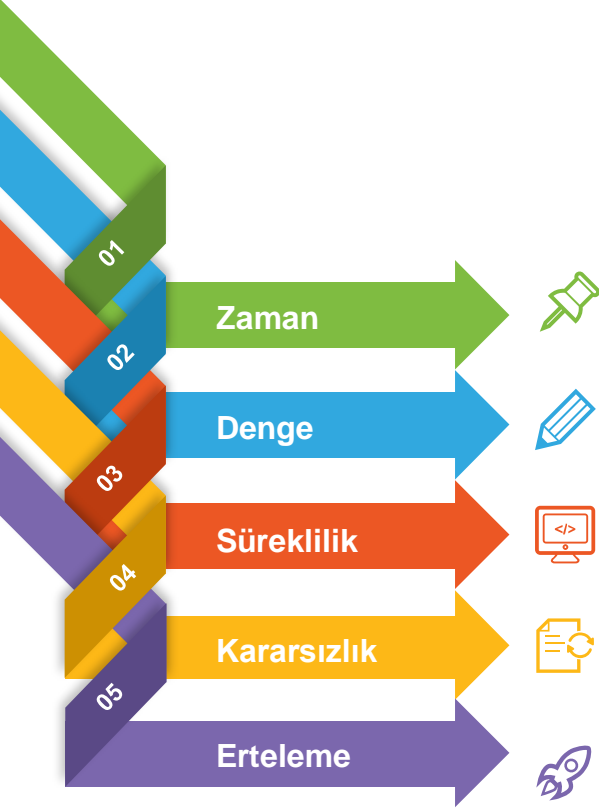 01
Zaman
02
Denge
03
</>
Süreklilik
04
Kararsızlık
05
Erteleme